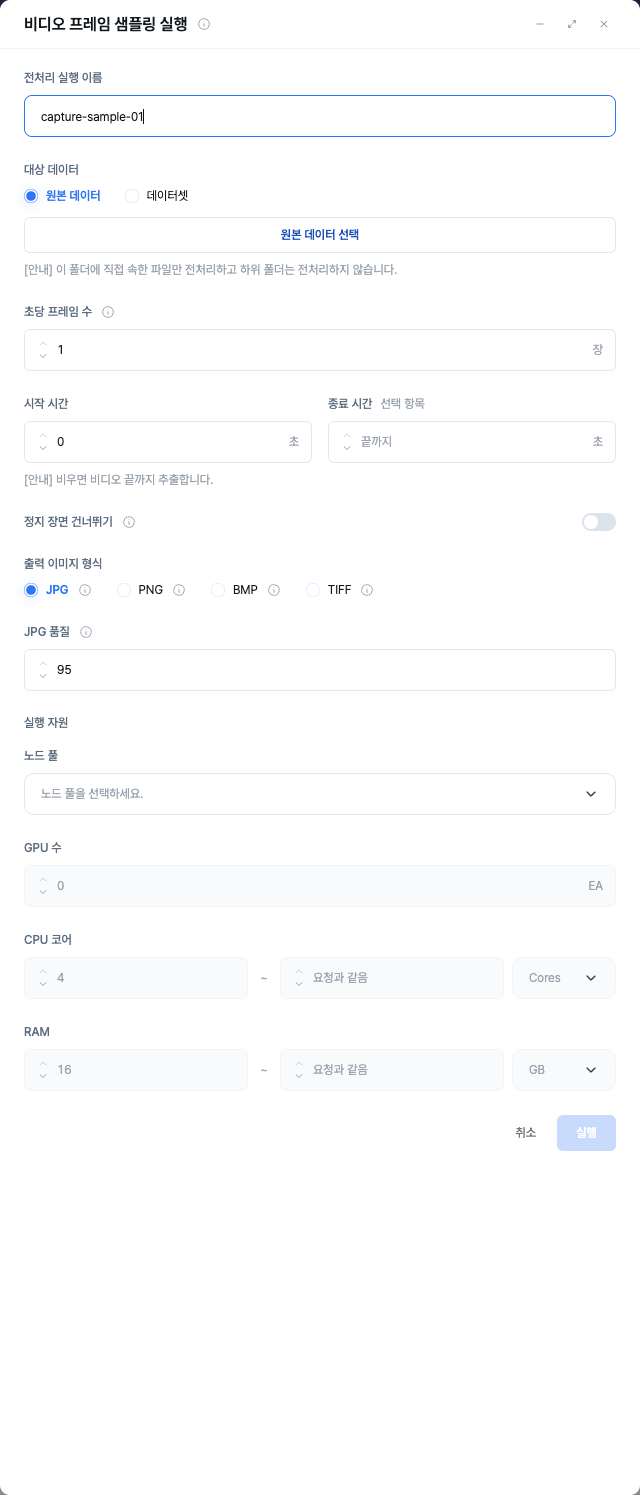 비디오 프레임 샘플링 실행
전처리 실행 이름
capture-sample-01
대상 데이터
원본 데이터 데이터셋
원본 데이터 선택
[안내] 이 폴더에 직접 속한 파일만 전처리하고 하위 폴더는 전처리하지 않습니다.
초당 프레임 수
1 장
시작 시간 종료 시간 선택 항목
0 초 끝까지 초
[안내] 비우면 비디오 끝까지 추출합니다.
정지 장면 건너뛰기
출력 이미지 형식
JPG PNG BMP TIFF
JPG 품질
95
실행 자원
노드 풀
노드 풀을 선택하세요.
GPU 수
0 EA
CPU 코어
4 ~ 요청과 같음 Cores
RAM
16 ~ 요청과 같음 GB
취소 실행